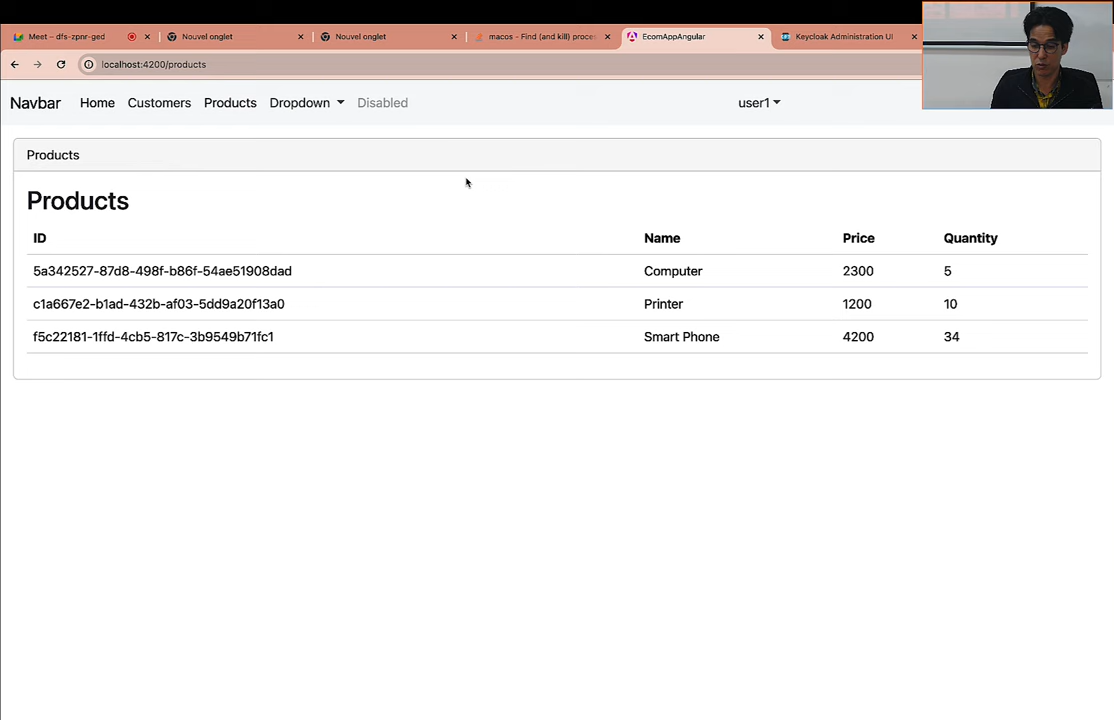 Meet – dfs-zpnr-ged
Nouvel onglet
Nouvel onglet
macos - Find (and kill) proces
EcomAppAngular
Keycloak Administration UI
localhost:4200/products
Navbar Home Customers Products Dropdown Disabled user1
Products
Products
ID Name Price Quantity
5a342527-87d8-498f-b86f-54ae51908dad Computer 2300 5
c1a667e2-b1ad-432b-af03-5dd9a20f13a0 Printer 1200 10
f5c22181-1ffd-4cb5-817c-3b9549b71fc1 Smart Phone 4200 34